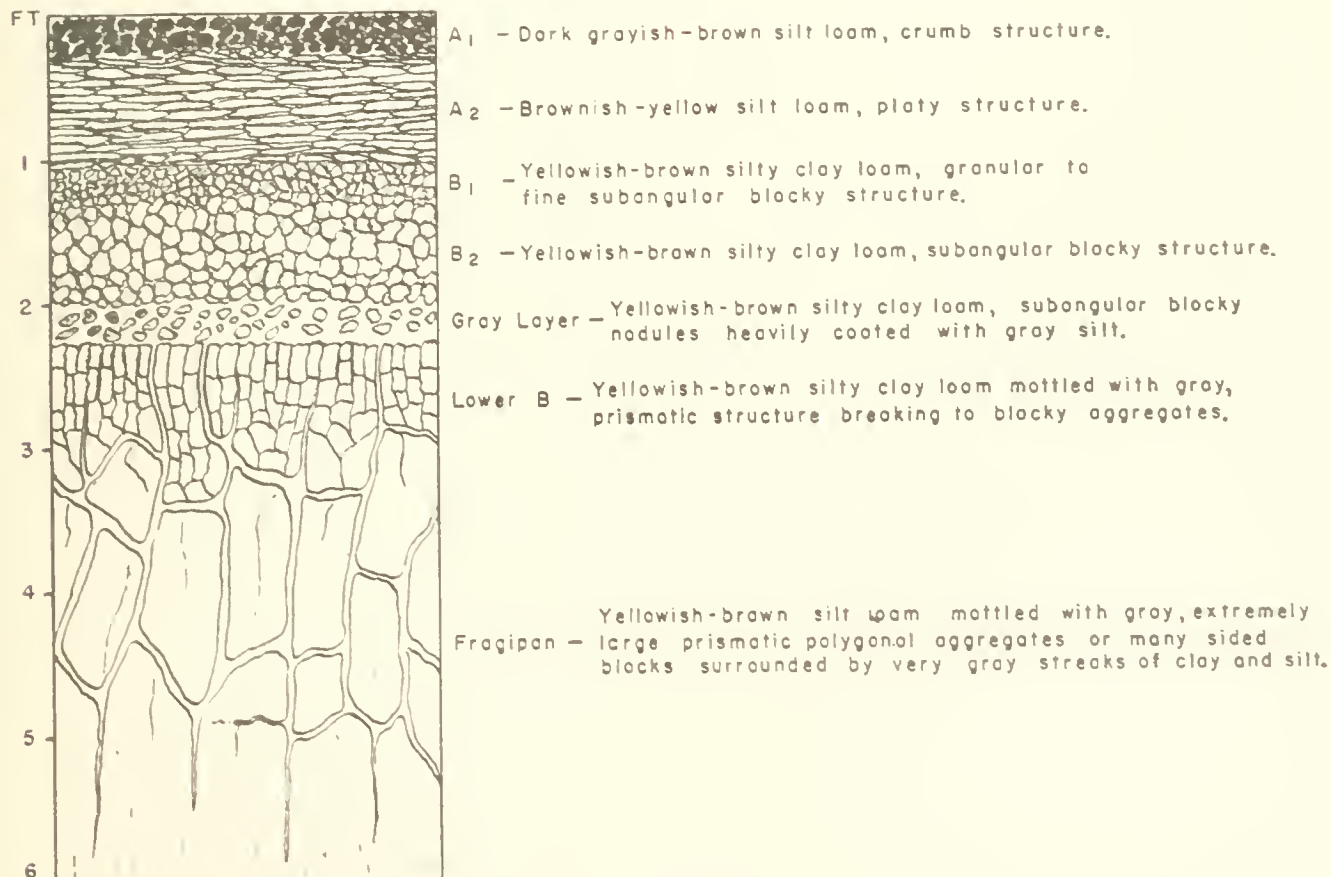 FT
A1 – Dark grayish-brown silt loam, crumb structure.
A2 – Brownish-yellow silt loam, platy structure.
1
B1 – Yellowish-brown silty clay loam, granular to
fine subangular blocky structure.
B2 – Yellowish-brown silty clay loam, subangular blocky structure.
2
Gray Layer – Yellowish-brown silty clay loam, subangular blocky
nodules heavily coated with gray silt.
Lower B – Yellowish-brown silty clay loam mottled with gray,
prismatic structure breaking to blocky aggregates.
3
4
Yellowish-brown silt loam mottled with gray, extremely
Fragipan – large prismatic polygonal aggregates or many sided
blocks surrounded by very gray streaks of clay and silt.
5
6